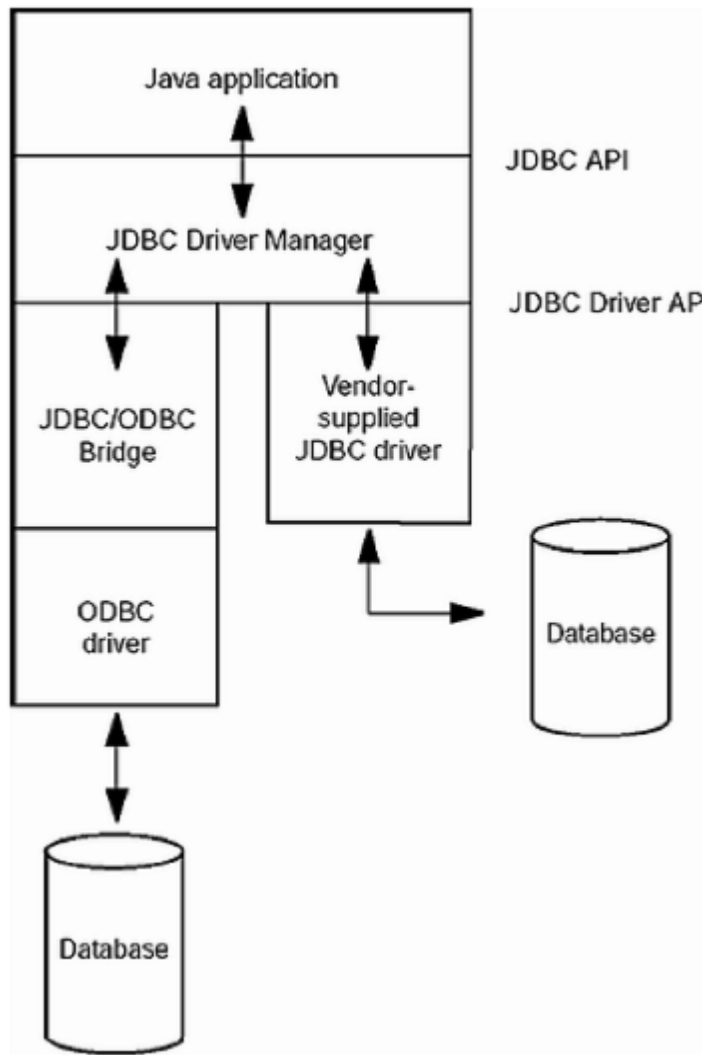 Java application
JDBC API
JDBC Driver Manager
JDBC Driver AP
JDBC/ODBC
Bridge
Vendor-
supplied
JDBC driver
ODBC
driver
Database
Database